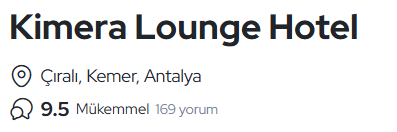 Kimera Lounge Hotel
Çıralı, Kemer, Antalya
9.5 Mükemmel 169 yorum